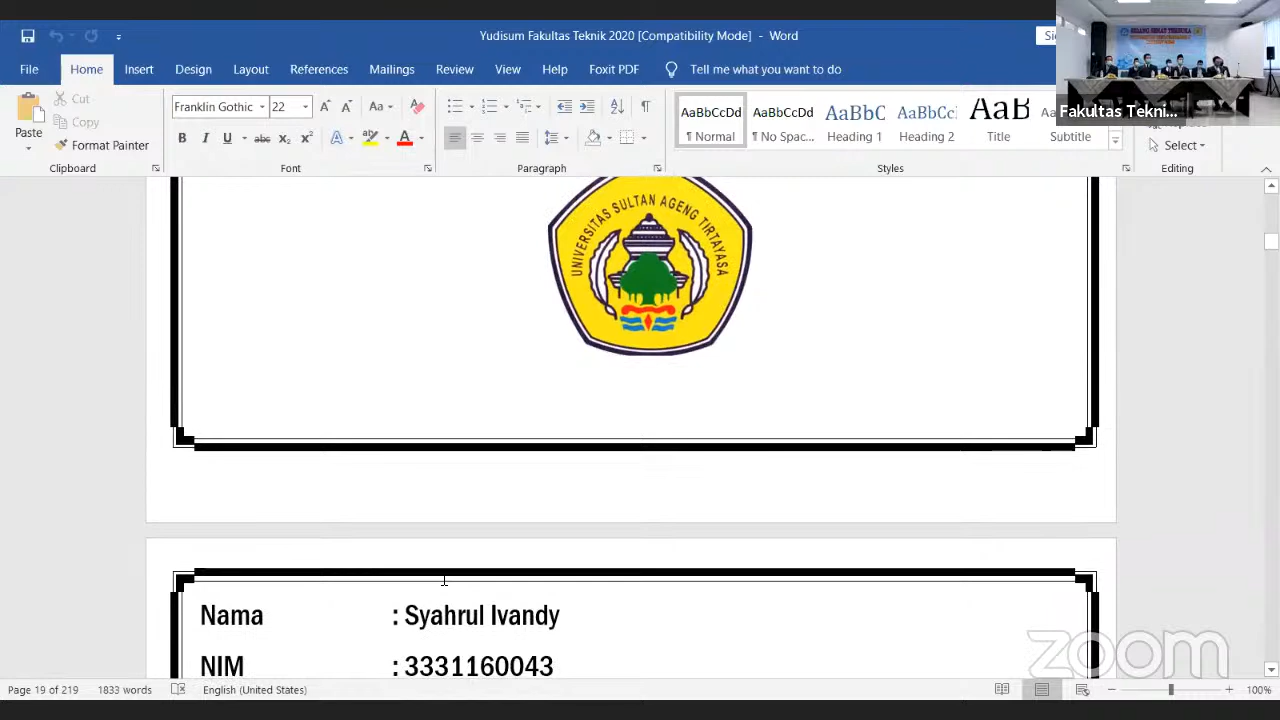 Yudisum Fakultas Teknik 2020 [Compatibility Mode] - Word
File Home Insert Design Layout References Mailings Review View Help Foxit PDF Tell me what you want to do
Fakultas Tekni...
Paste
Cut
Copy
Format Painter
Clipboard
Franklin Gothic 22
Font
Paragraph
AaBbCcDd AaBbCcDd AaBbC AaBbCc AaB
¶ Normal ¶ No Spac... Heading 1 Heading 2 Title Subtitle
Styles
Select
Editing
UNIVERSITAS SULTAN AGENG TIRTAYASA
Nama : Syahrul Ivandy
NIM : 3331160043
zoom
Page 19 of 219 1833 words English (United States) 100%